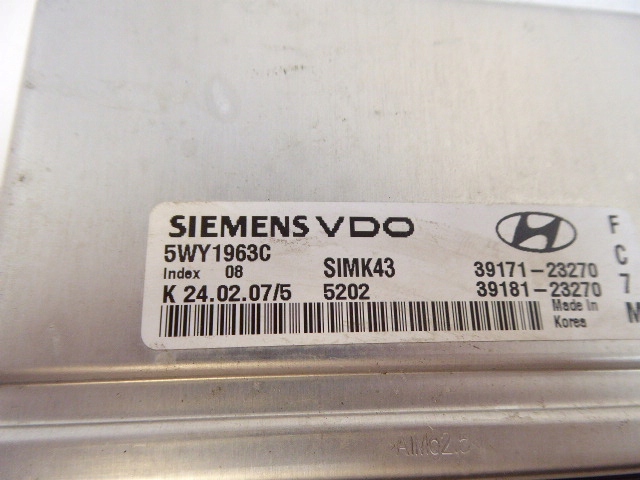 SIEMENS VDO
5WY1963C
Index 08 SIMK43 39171-23270
K 24.02.07/5 5202 39181-23270
Made In
Korea
F
C
7
M